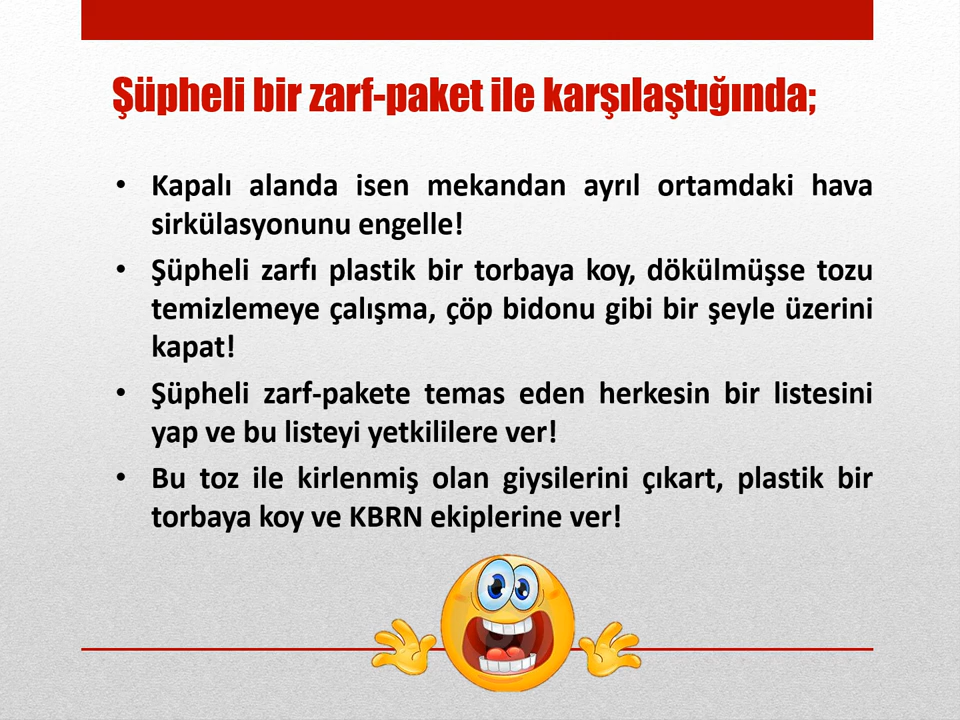 Şüpheli bir zarf-paket ile karşılaştığında;
• Kapalı alanda isen mekandan ayrıl ortamdaki hava
sirkülasyonunu engelle!
• Şüpheli zarfı plastik bir torbaya koy, dökülmüşse tozu
temizlemeye çalışma, çöp bidonu gibi bir şeyle üzerini
kapat!
• Şüpheli zarf-pakete temas eden herkesin bir listesini
yap ve bu listeyi yetkililere ver!
• Bu toz ile kirlenmiş olan giysilerini çıkart, plastik bir
torbaya koy ve KBRN ekiplerine ver!